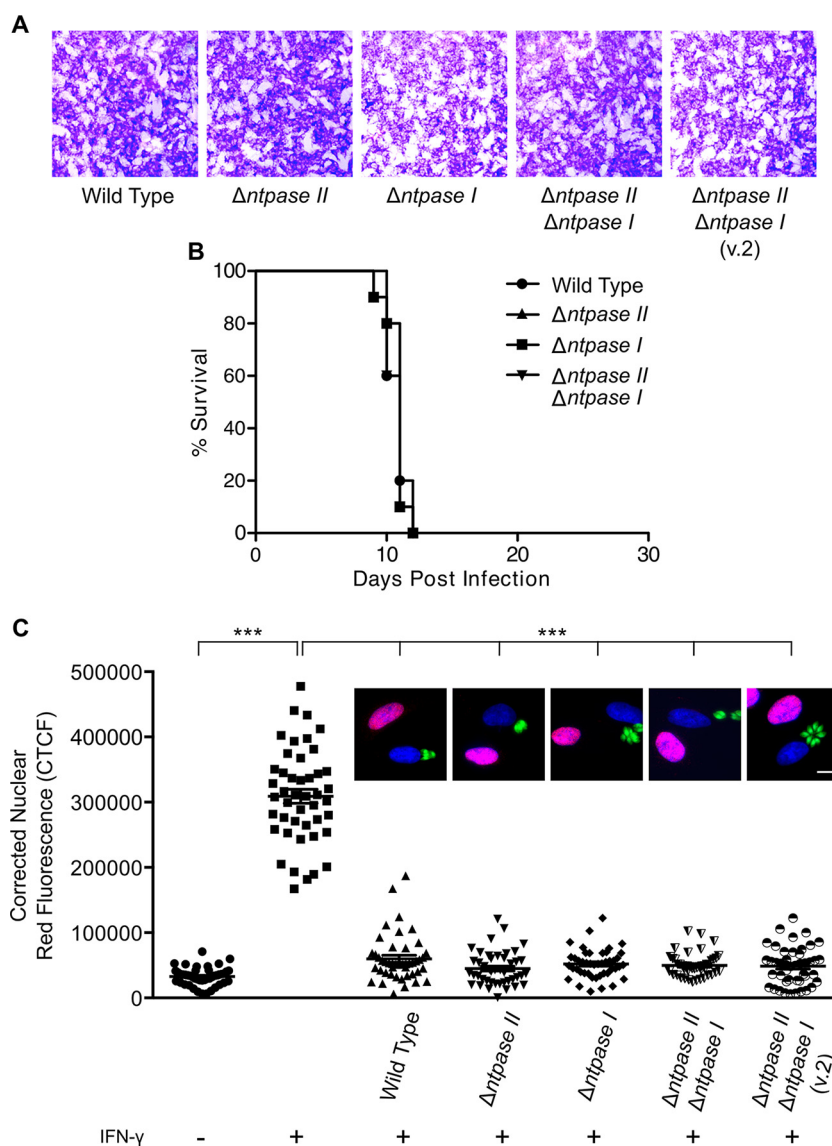 A
Wild Type
Δntpase II
Δntpase I
Δntpase II
Δntpase I
Δntpase II
Δntpase I
(v.2)
B
% Survival
100
80
60
40
20
0
0
10
20
30
Days Post Infection
Wild Type
Δntpase II
Δntpase I
Δntpase II
Δntpase I
C
***
***
Corrected Nuclear
Red Fluorescence (CTCF)
500000
400000
300000
200000
100000
0
Wild Type
Δntpase II
Δntpase I
Δntpase II
Δntpase I
Δntpase II
Δntpase I
(v.2)
IFN-γ - + + + + + +